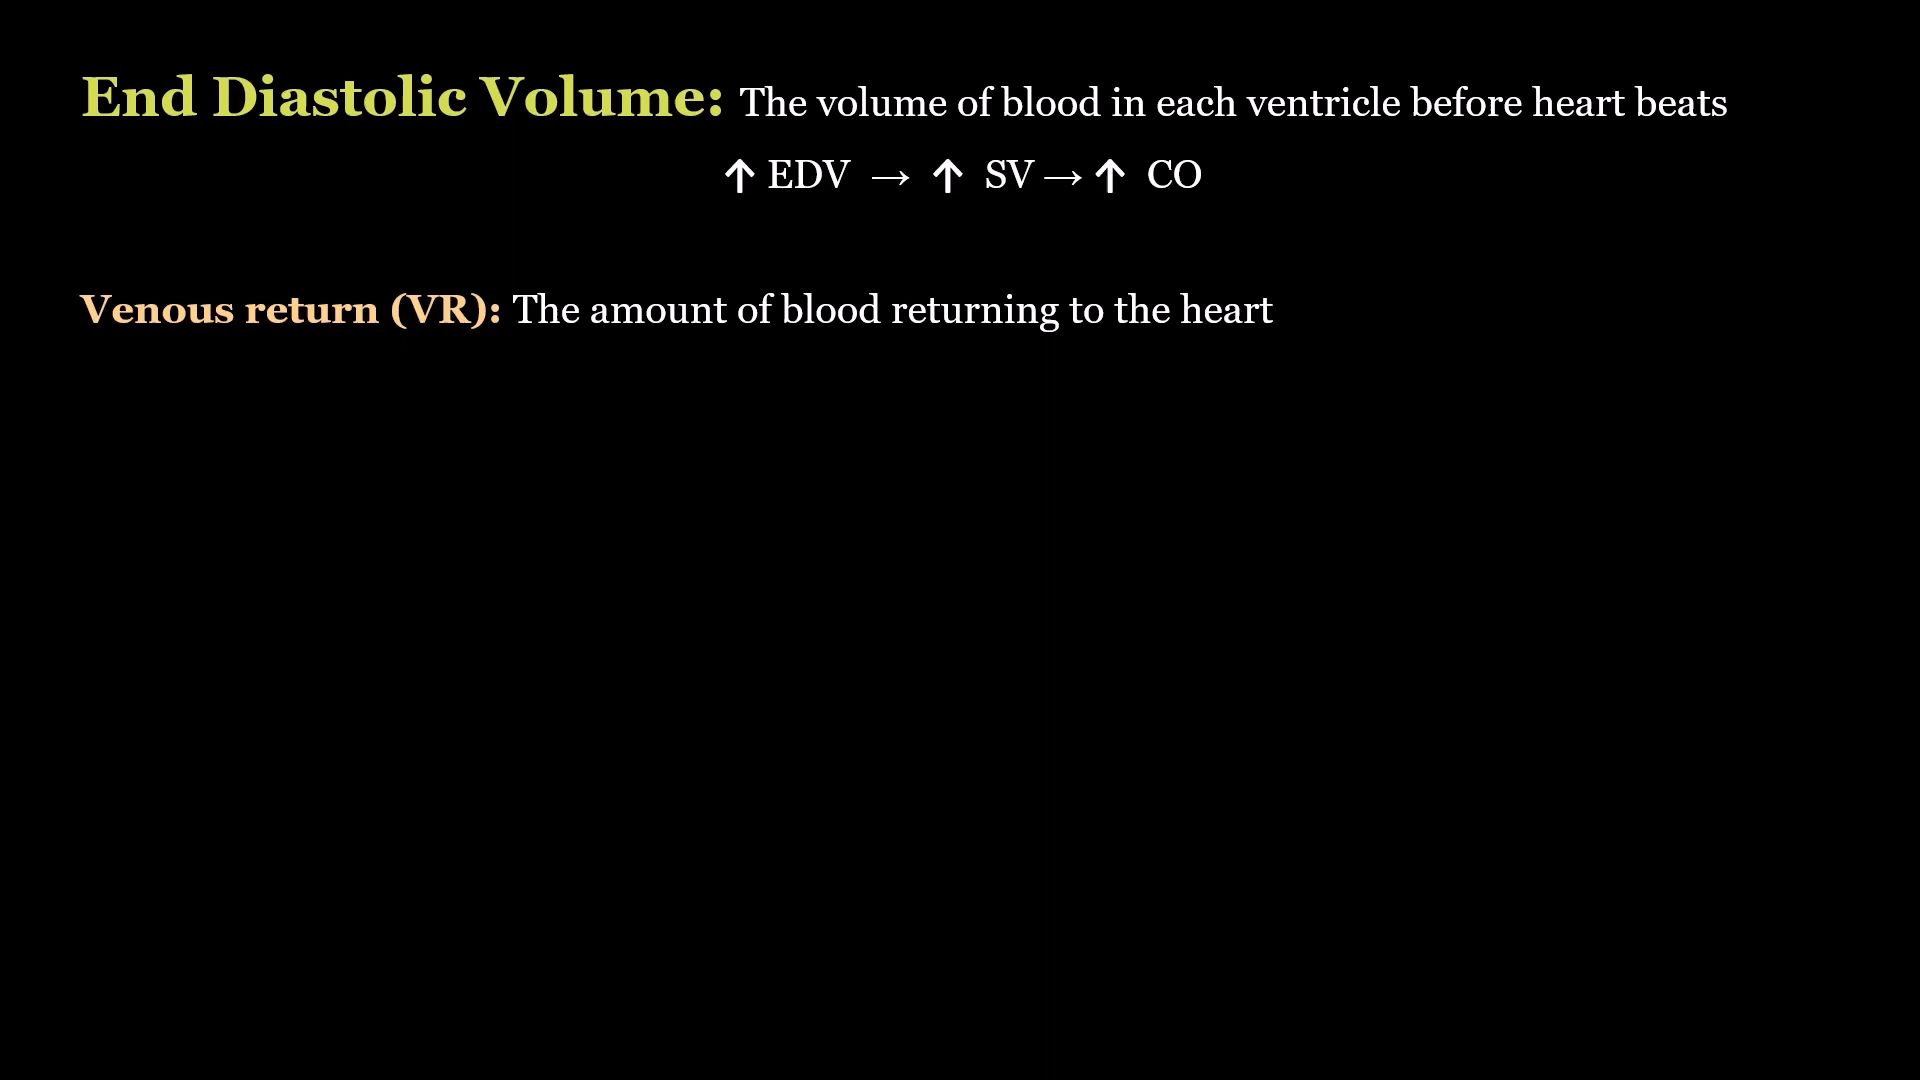 End Diastolic Volume: The volume of blood in each ventricle before heart beats
↑ EDV → ↑ SV → ↑ CO
Venous return (VR): The amount of blood returning to the heart